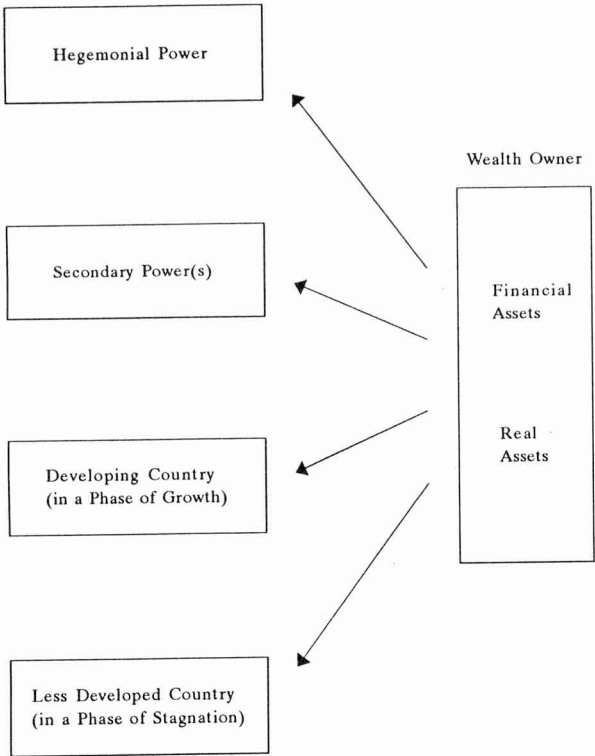 Hegemonial Power
Wealth Owner
Secondary Power(s)
Financial
Assets
Real
Assets
Developing Country
(in a Phase of Growth)
Less Developed Country
(in a Phase of Stagnation)